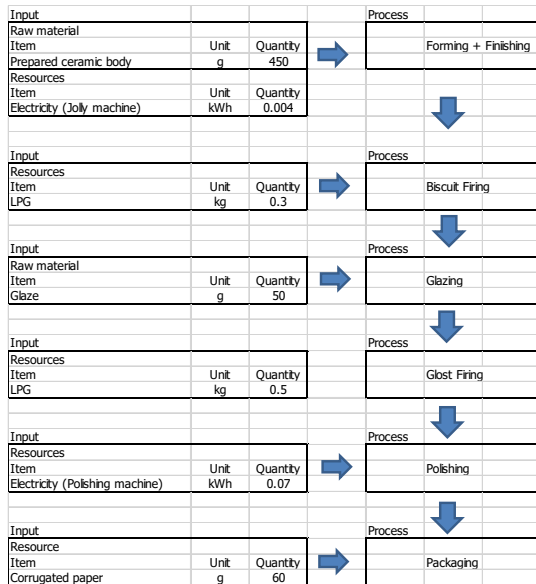 Input Process
Raw material
Item Unit Quantity Forming + Finiishing
Prepared ceramic body g 450
Resources
Item Unit Quantity
Electricity (Jolly machine) kWh 0.004
Input Process
Resources
Item Unit Quantity Biscuit Firing
LPG kg 0.3
Input Process
Raw material
Item Unit Quantity Glazing
Glaze g 50
Input Process
Resources
Item Unit Quantity Glost Firing
LPG kg 0.5
Input Process
Resources
Item Unit Quantity Polishing
Electricity (Polishing machine) kWh 0.07
Input Process
Resource
Item Unit Quantity Packaging
Corrugated paper g 60